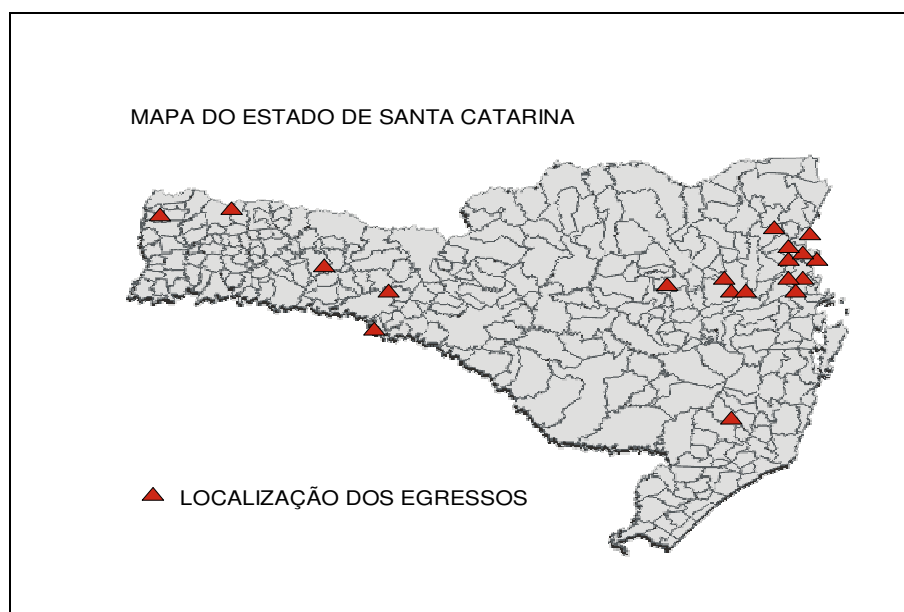 MAPA DO ESTADO DE SANTA CATARINA
LOCALIZAÇÃO DOS EGRESSOS